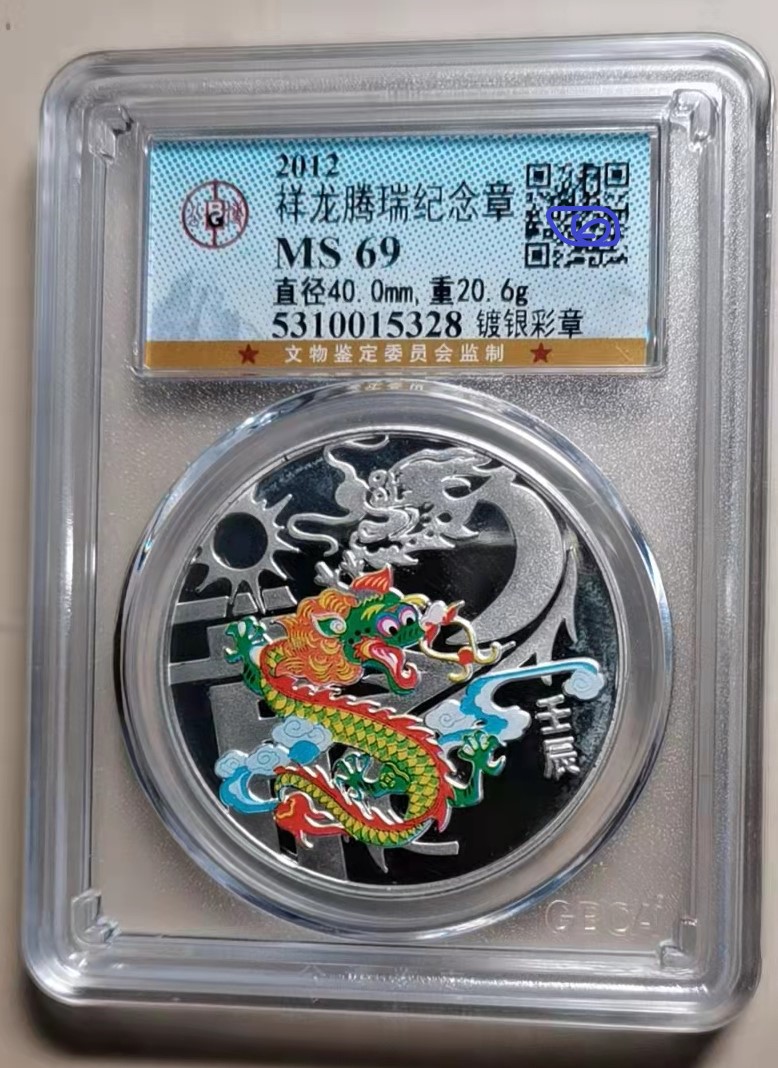 2012
祥龙腾瑞纪念章
MS 69
直径40.0mm,重20.6g
5310015328 镀银彩章
★ 文物鉴定委员会监制 ★
壬辰
GBCA